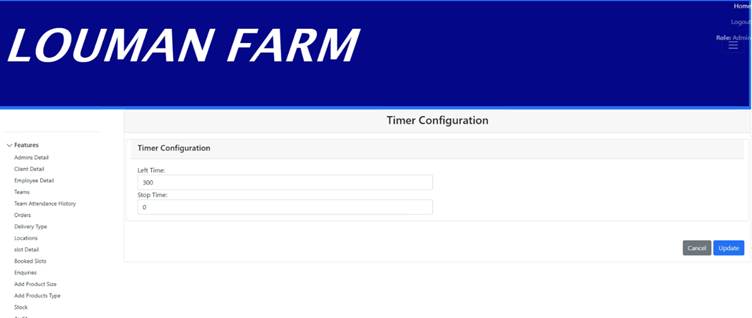 Home
Logout
Role: Admin
LOUMAN FARM
Timer Configuration
Features
Admins Detail
Client Detail
Employee Detail
Teams
Team Attendence History
Orders
Delivery Type
Locations
slot Detail
Booked Slots
Enquiries
Add Product Size
Add Products Type
Stock
Timer Configuration
Left Time:
300
Stop Time:
0
Cancel
Update